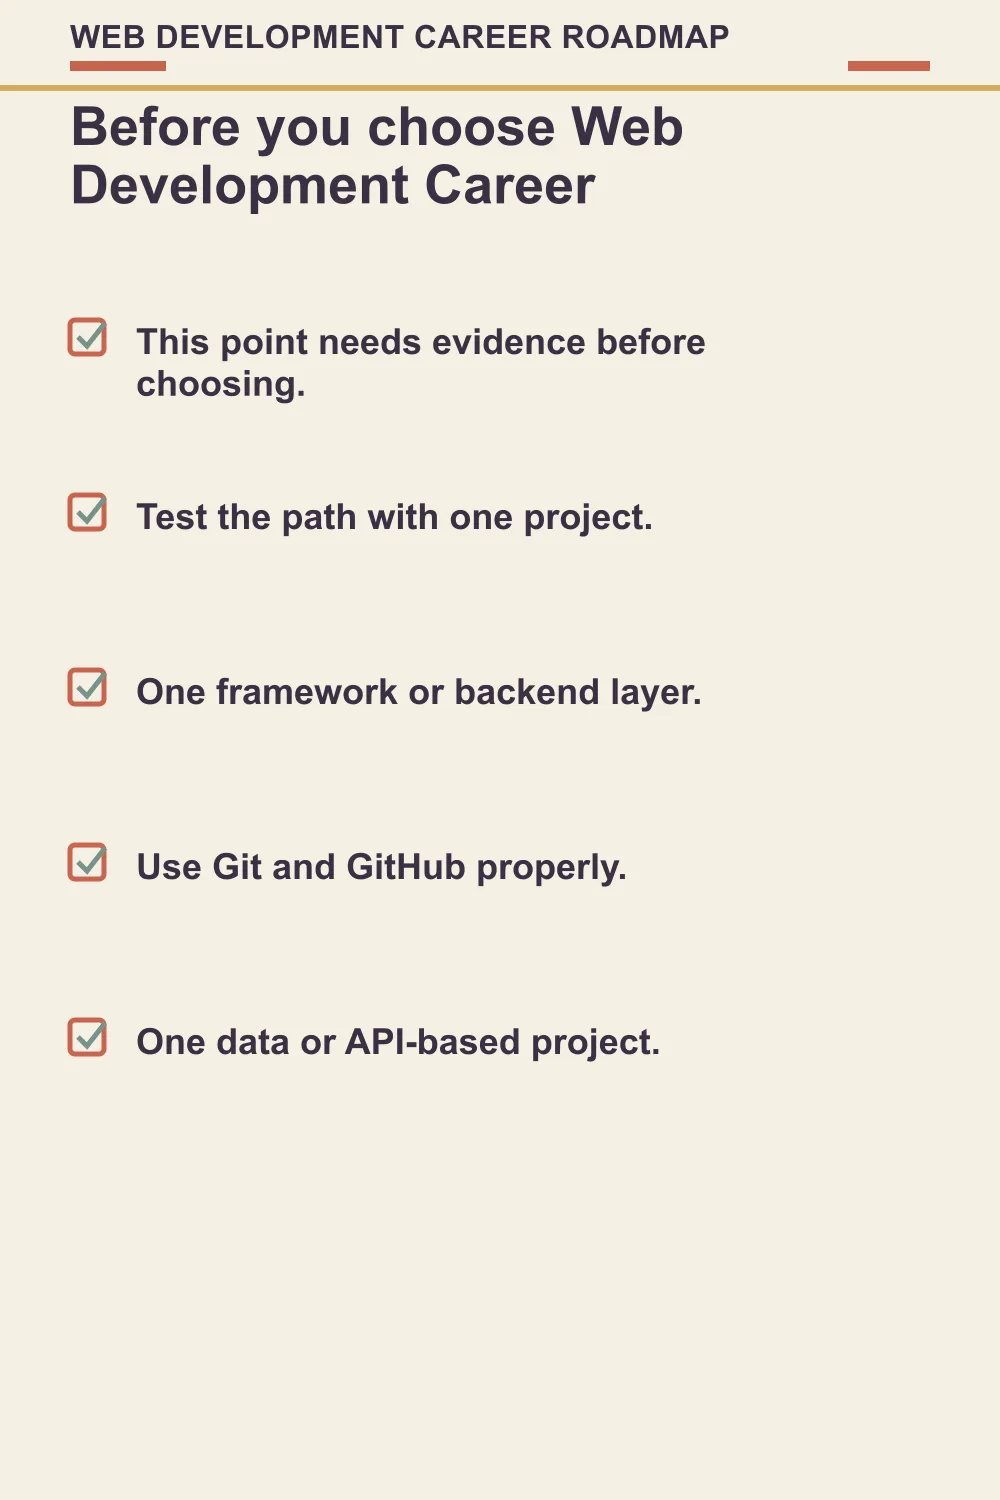 WEB DEVELOPMENT CAREER ROADMAP
Before you choose Web
Development Career
This point needs evidence before
choosing.
Test the path with one project.
One framework or backend layer.
Use Git and GitHub properly.
One data or API-based project.